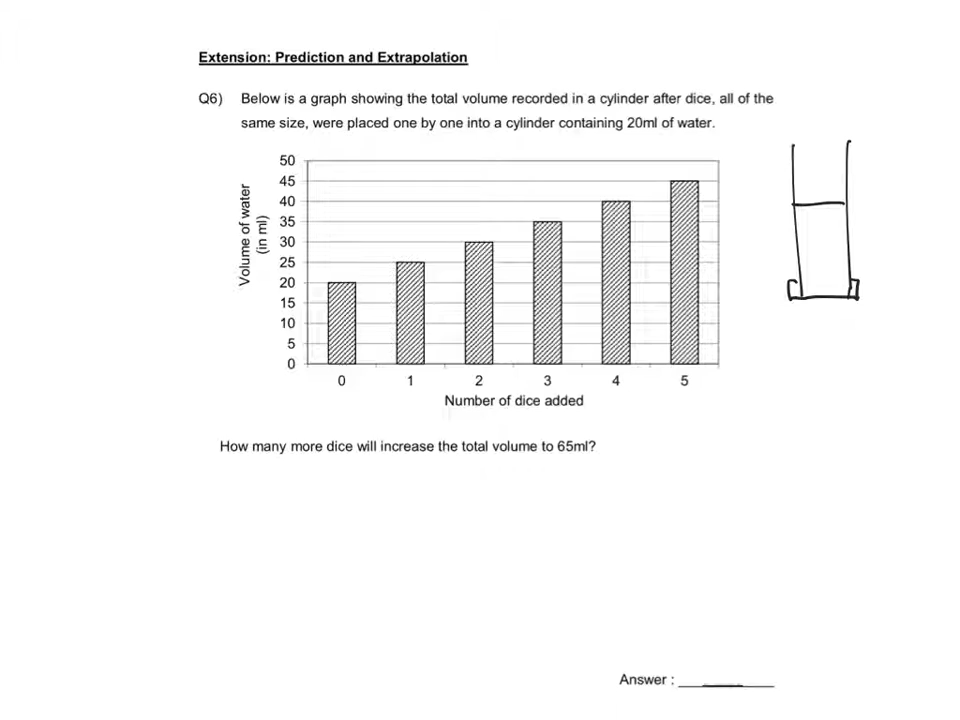 Extension: Prediction and Extrapolation
Q6) Below is a graph showing the total volume recorded in a cylinder after dice, all of the
same size, were placed one by one into a cylinder containing 20ml of water.
Volume of water
(in ml)
50
45
40
35
30
25
20
15
10
5
0
0 1 2 3 4 5
Number of dice added
How many more dice will increase the total volume to 65ml?
Answer :